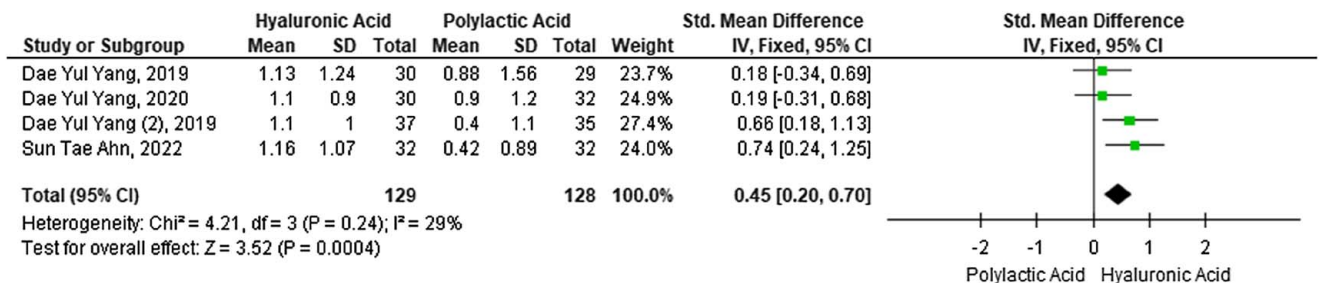 Hyaluronic Acid Polylactic Acid Std. Mean Difference Std. Mean Difference
Study or Subgroup Mean SD Total Mean SD Total Weight IV, Fixed, 95% CI IV, Fixed, 95% CI
Dae Yul Yang, 2019 1.13 1.24 30 0.88 1.56 29 23.7% 0.18 [-0.34, 0.69]
Dae Yul Yang, 2020 1.1 0.9 30 0.9 1.2 32 24.9% 0.19 [-0.31, 0.68]
Dae Yul Yang (2), 2019 1.1 1 37 0.4 1.1 35 27.4% 0.66 [0.18, 1.13]
Sun Tae Ahn, 2022 1.16 1.07 32 0.42 0.89 32 24.0% 0.74 [0.24, 1.25]
Total (95% CI) 129 128 100.0% 0.45 [0.20, 0.70]
Heterogeneity: Chi² = 4.21, df = 3 (P = 0.24); I² = 29%
Test for overall effect: Z = 3.52 (P = 0.0004)
-2 -1 0 1 2
Polylactic Acid Hyaluronic Acid